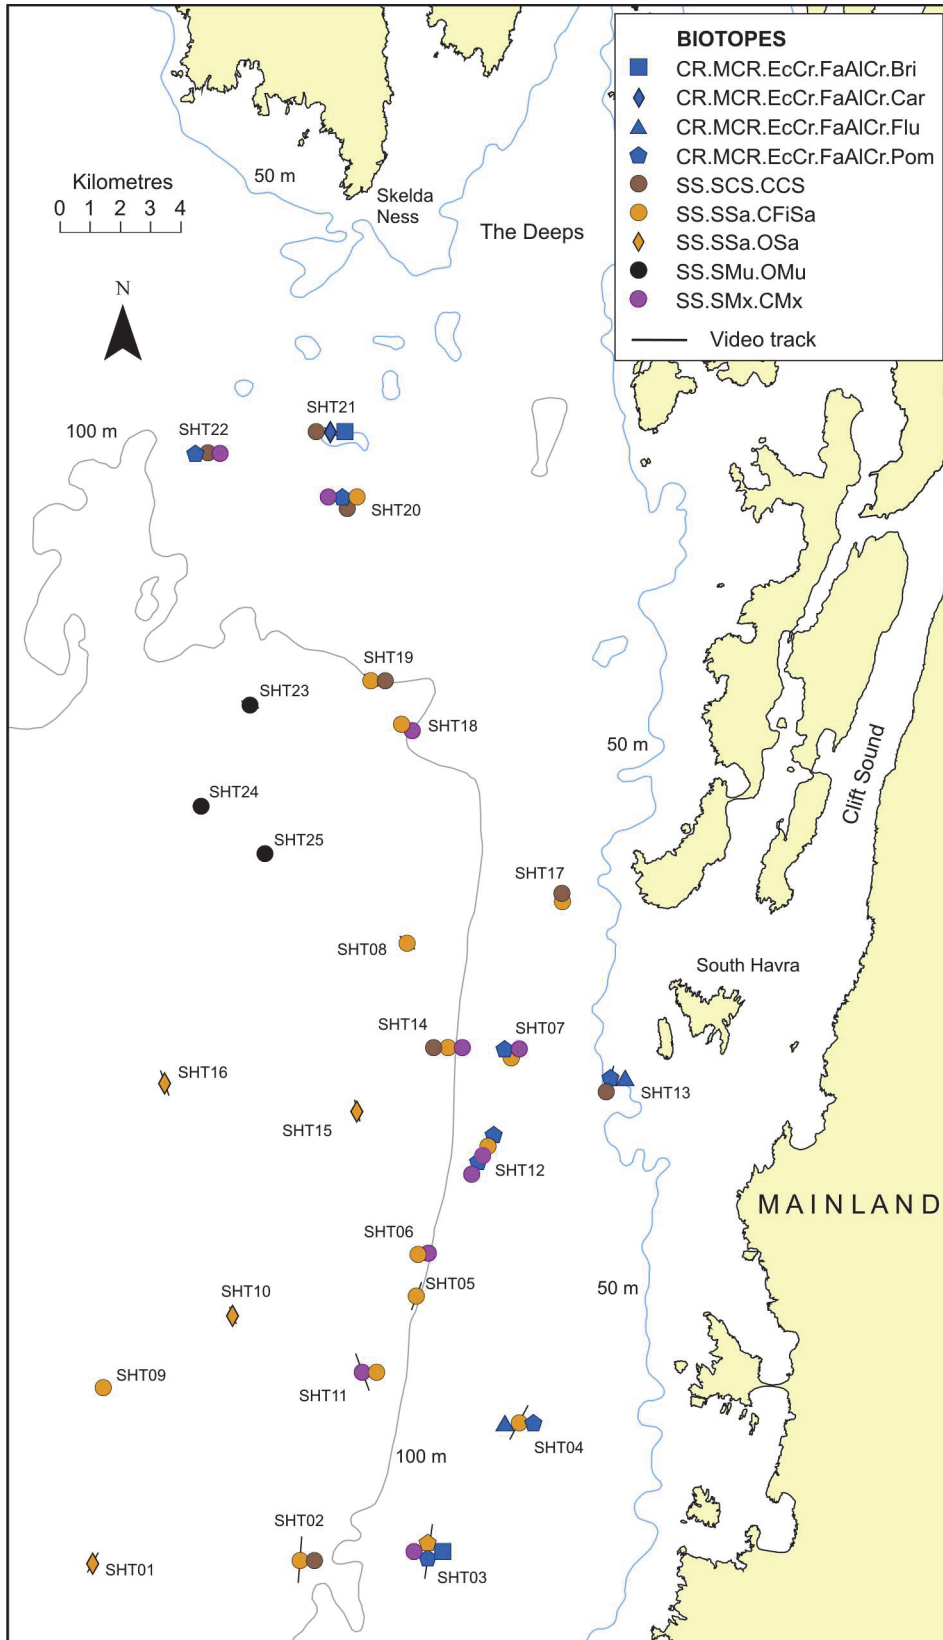 BIOTOPES
CR.MCR.EcCr.FaAlCr.Bri
CR.MCR.EcCr.FaAlCr.Car
CR.MCR.EcCr.FaAlCr.Flu
CR.MCR.EcCr.FaAlCr.Pom
SS.SCS.CCS
SS.SSa.CFiSa
SS.SSa.OSa
SS.SMu.OMu
SS.SMx.CMx
Video track
50 m
Kilometres
0 1 2 3 4
Skelda
Ness
The Deeps
N
SHT21
100 m
SHT22
SHT20
SHT19
SHT23
SHT18
50 m
Clift Sound
SHT24
SHT25
SHT17
SHT08
South Havra
SHT14
SHT07
SHT16
SHT13
SHT15
SHT12
MAINLAND
SHT06
SHT05
50 m
SHT10
SHT09
SHT11
SHT04
100 m
SHT02
SHT01
SHT03